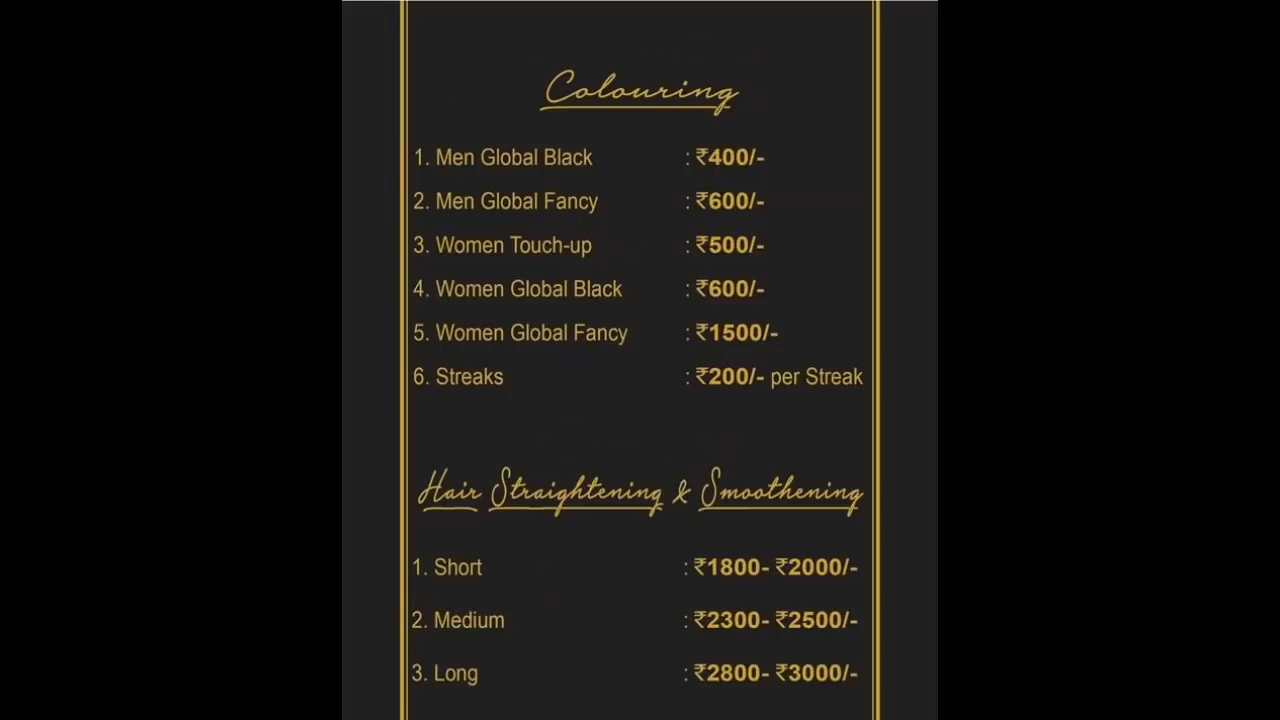 Colouring
1. Men Global Black : ₹400/-
2. Men Global Fancy : ₹600/-
3. Women Touch-up : ₹500/-
4. Women Global Black : ₹600/-
5. Women Global Fancy : ₹1500/-
6. Streaks : ₹200/- per Streak
Hair Straightening & Smoothening
1. Short : ₹1800- ₹2000/-
2. Medium : ₹2300- ₹2500/-
3. Long : ₹2800- ₹3000/-